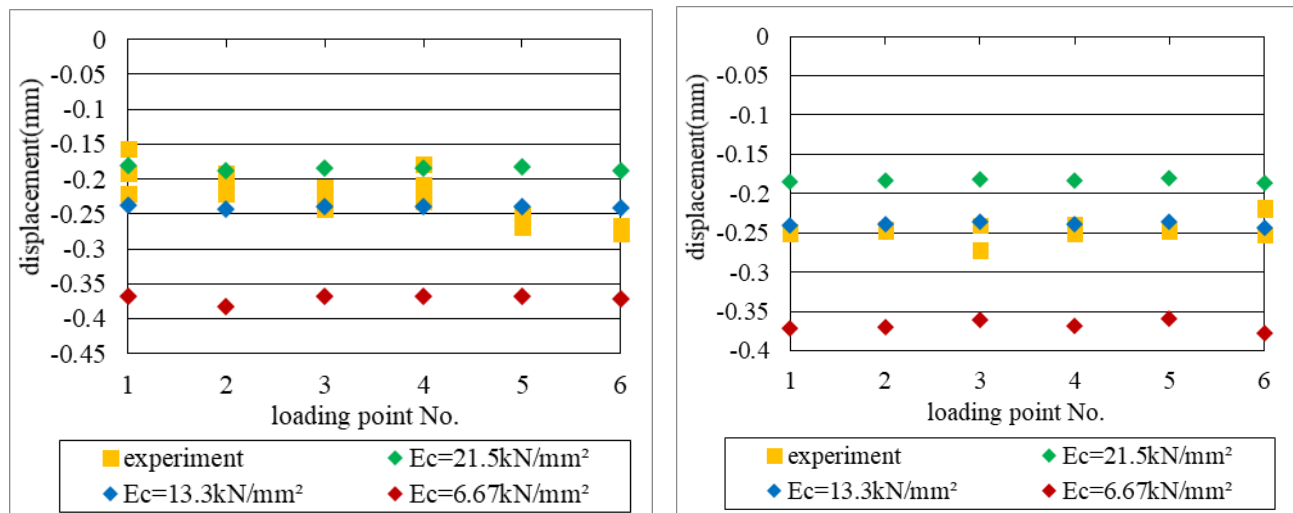 0
-0.05
-0.1
-0.15
-0.2
-0.25
-0.3
-0.35
-0.4
-0.45
displacement(mm)
1 2 3 4 5 6
loading point No.
experiment Ec=21.5kN/mm²
Ec=13.3kN/mm² Ec=6.67kN/mm²
0
-0.05
-0.1
-0.15
-0.2
-0.25
-0.3
-0.35
-0.4
displacement(mm)
1 2 3 4 5 6
loading point No.
experiment Ec=21.5kN/mm²
Ec=13.3kN/mm² Ec=6.67kN/mm²